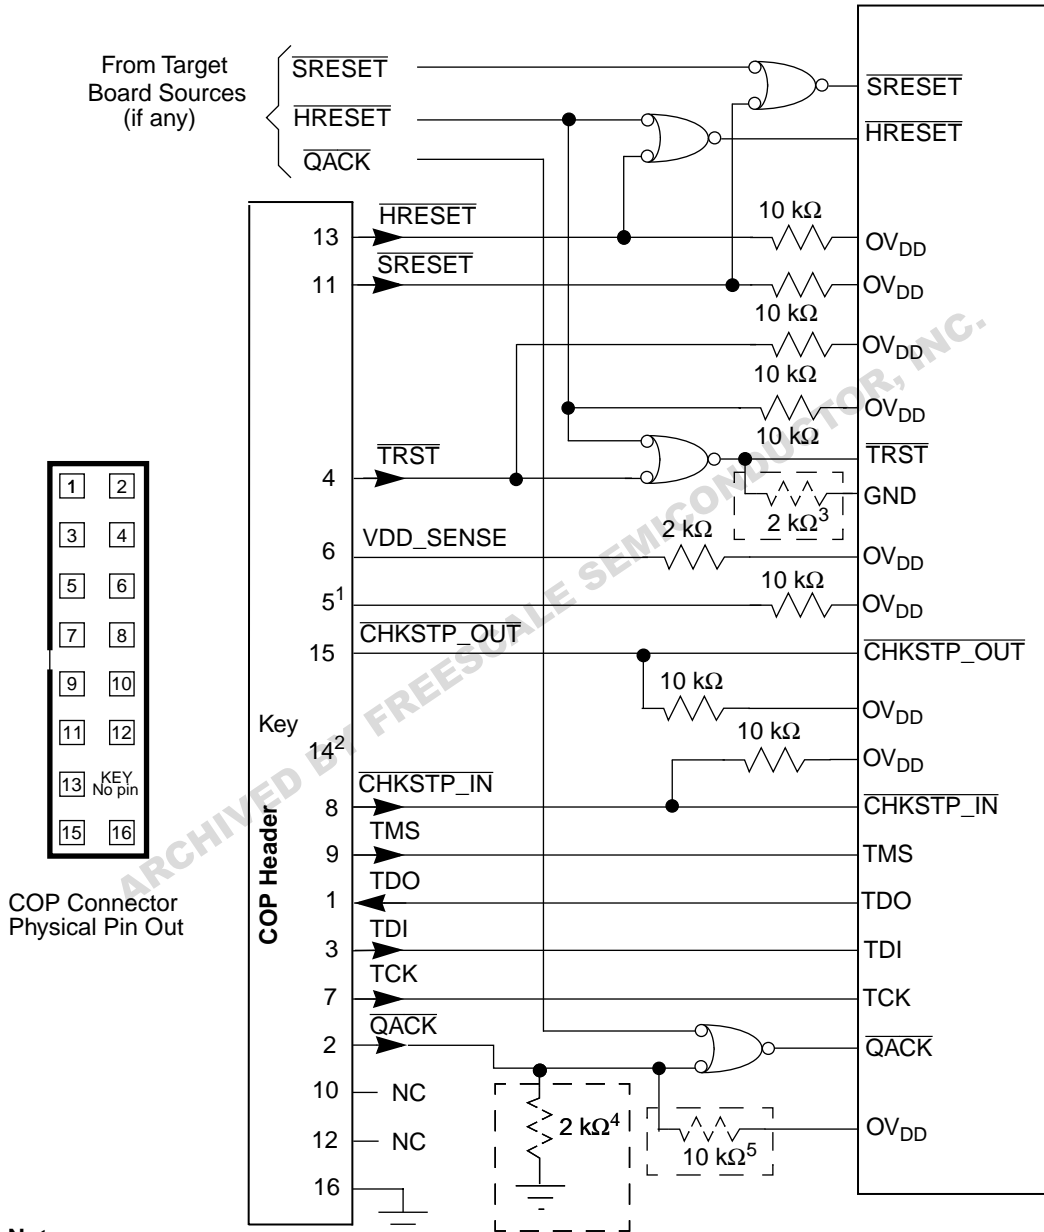 From Target
Board Sources
(if any)
SRESET
HRESET
QACK
SRESET
HRESET
13 HRESET 10 kΩ OVDD
11 SRESET 10 kΩ OVDD
10 kΩ OVDD
10 kΩ OVDD
4 TRST TRST
2 kΩ3 GND
6 VDD_SENSE 2 kΩ OVDD
51 10 kΩ OVDD
15 CHKSTP_OUT CHKSTP_OUT
10 kΩ OVDD
Key
142 10 kΩ OVDD
8 CHKSTP_IN CHKSTP_IN
9 TMS TMS
1 TDO TDO
3 TDI TDI
7 TCK TCK
2 QACK QACK
10 NC
12 NC
16
2 kΩ4
10 kΩ5 OVDD
COP Header
1 2
3 4
5 6
7 8
9 10
11 12
13 KEY
No pin
15 16
COP Connector
Physical Pin Out
ARCHIVED BY FREESCALE SEMICONDUCTOR, INC.